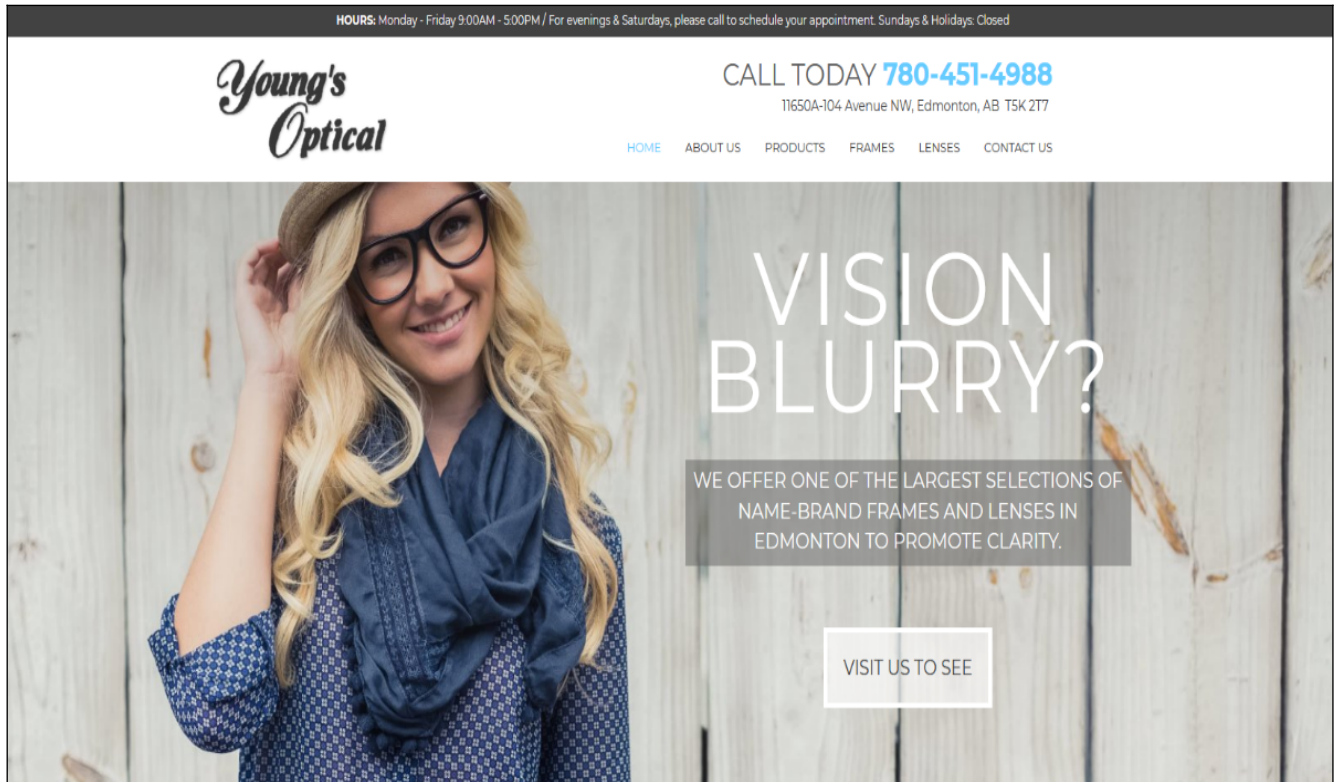 HOURS: Monday - Friday 9:00AM - 5:00PM / For evenings & Saturdays, please call to schedule your appointment. Sundays & Holidays: Closed
Young's
Optical
CALL TODAY 780-451-4988
11650A-104 Avenue NW, Edmonton, AB T5K 2T7
HOME ABOUT US PRODUCTS FRAMES LENSES CONTACT US
VISION
BLURRY?
WE OFFER ONE OF THE LARGEST SELECTIONS OF
NAME-BRAND FRAMES AND LENSES IN
EDMONTON TO PROMOTE CLARITY.
VISIT US TO SEE